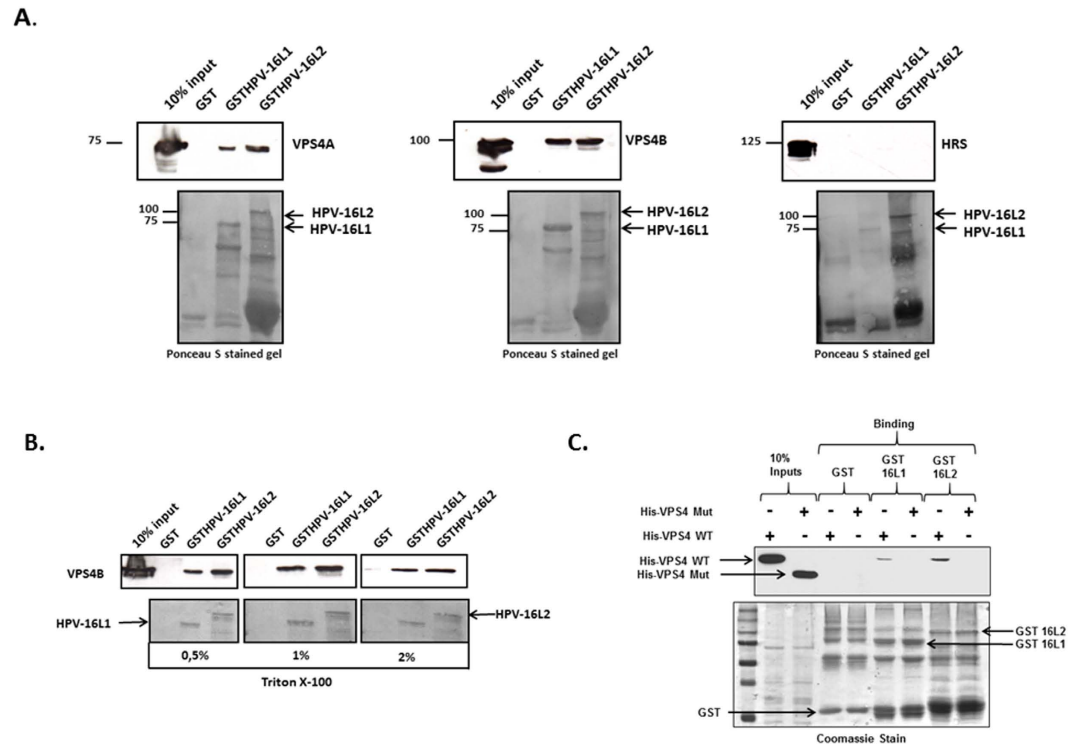 A.
10% input
GST
GSTHPV-16L1
GSTHPV-16L2
75
VPS4A
100
75
HPV-16L2
HPV-16L1
Ponceau S stained gel
10% input
GST
GSTHPV-16L1
GSTHPV-16L2
100
VPS4B
100
75
HPV-16L2
HPV-16L1
Ponceau S stained gel
10% input
GST
GSTHPV-16L1
GSTHPV-16L2
125
HRS
100
75
HPV-16L2
HPV-16L1
Ponceau S stained gel
B.
10% input
GST
GSTHPV-16L1
GSTHPV-16L2
GST
GSTHPV-16L1
GSTHPV-16L2
GST
GSTHPV-16L1
GSTHPV-16L2
VPS4B
HPV-16L1
HPV-16L2
0,5% 1% 2%
Triton X-100
C.
Binding
10%
Inputs
GST
GST
16L1
GST
16L2
His-VPS4 Mut - + - + - + - +
His-VPS4 WT + - + - + - + -
His-VPS4 WT
His-VPS4 Mut
GST 16L2
GST 16L1
GST
Coomassie Stain